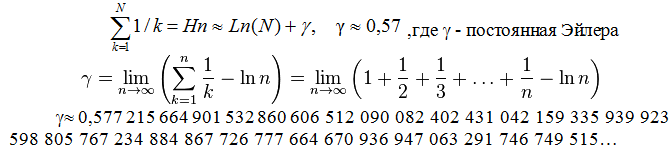 ∑_{k=1}^{N} 1/k = Hn ≈ Ln(N) + γ, γ ≈ 0,57 ,где γ - постоянная Эйлера
γ = lim_{n→∞} (∑_{k=1}^{n} 1/k − ln n) = lim_{n→∞} (1 + 1/2 + 1/3 + … + 1/n − ln n)
γ≈ 0,577 215 664 901 532 860 606 512 090 082 402 431 042 159 335 939 923
598 805 767 234 884 867 726 777 664 670 936 947 063 291 746 749 515…